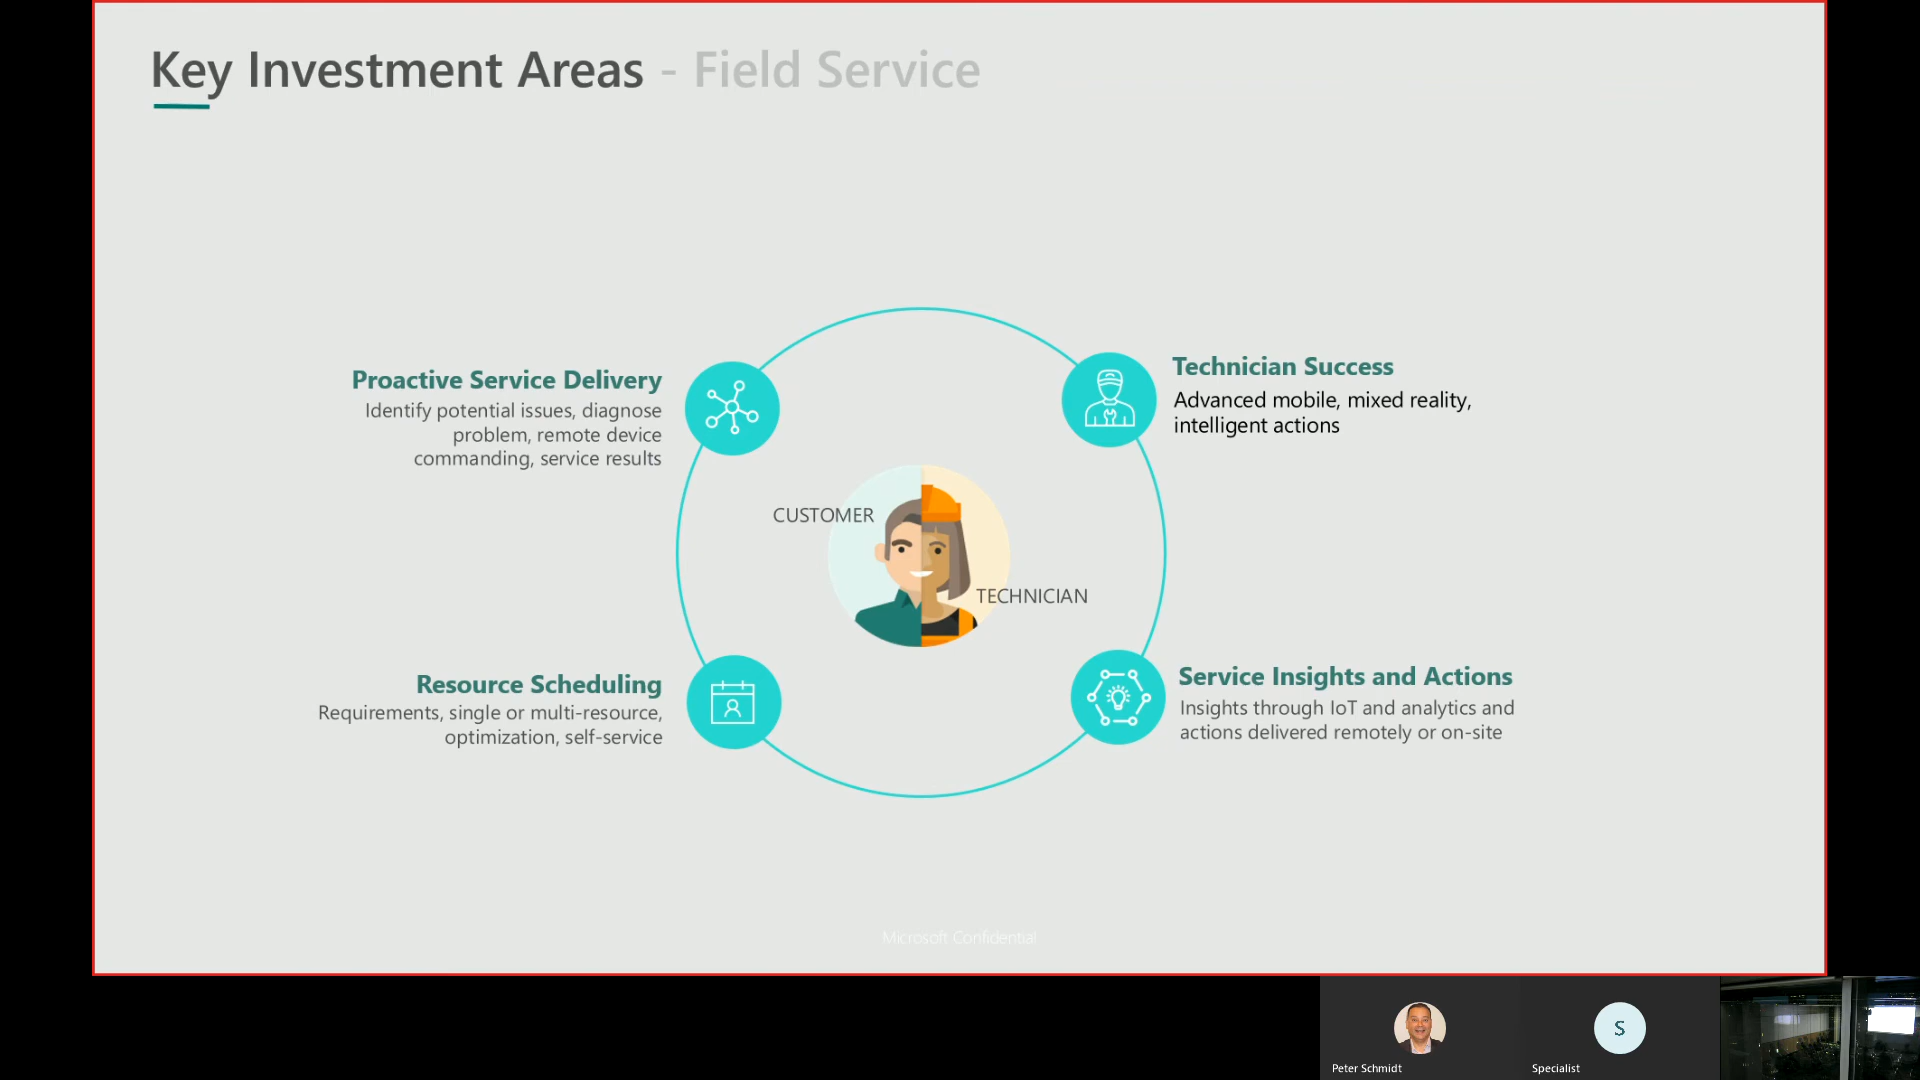 Key Investment Areas - Field Service
Proactive Service Delivery
Identify potential issues, diagnose
problem, remote device
commanding, service results
Technician Success
Advanced mobile, mixed reality,
intelligent actions
CUSTOMER
TECHNICIAN
Resource Scheduling
Requirements, single or multi-resource,
optimization, self-service
Service Insights and Actions
Insights through IoT and analytics and
actions delivered remotely or on-site
Microsoft Confidential
S
Peter Schmidt
Specialist